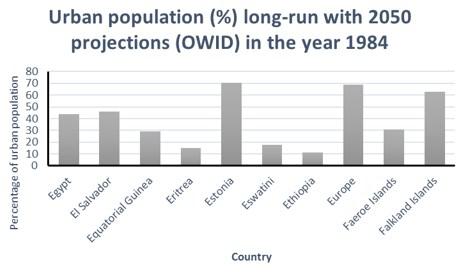 Urban population (%) long-run with 2050
projections (OWID) in the year 1984
Percentage of urban population
80
70
60
50
40
30
20
10
0
Egypt
El Salvador
Equatorial Guinea
Eritrea
Estonia
Eswatini
Ethiopia
Europe
Faeroe Islands
Falkland Islands
Country